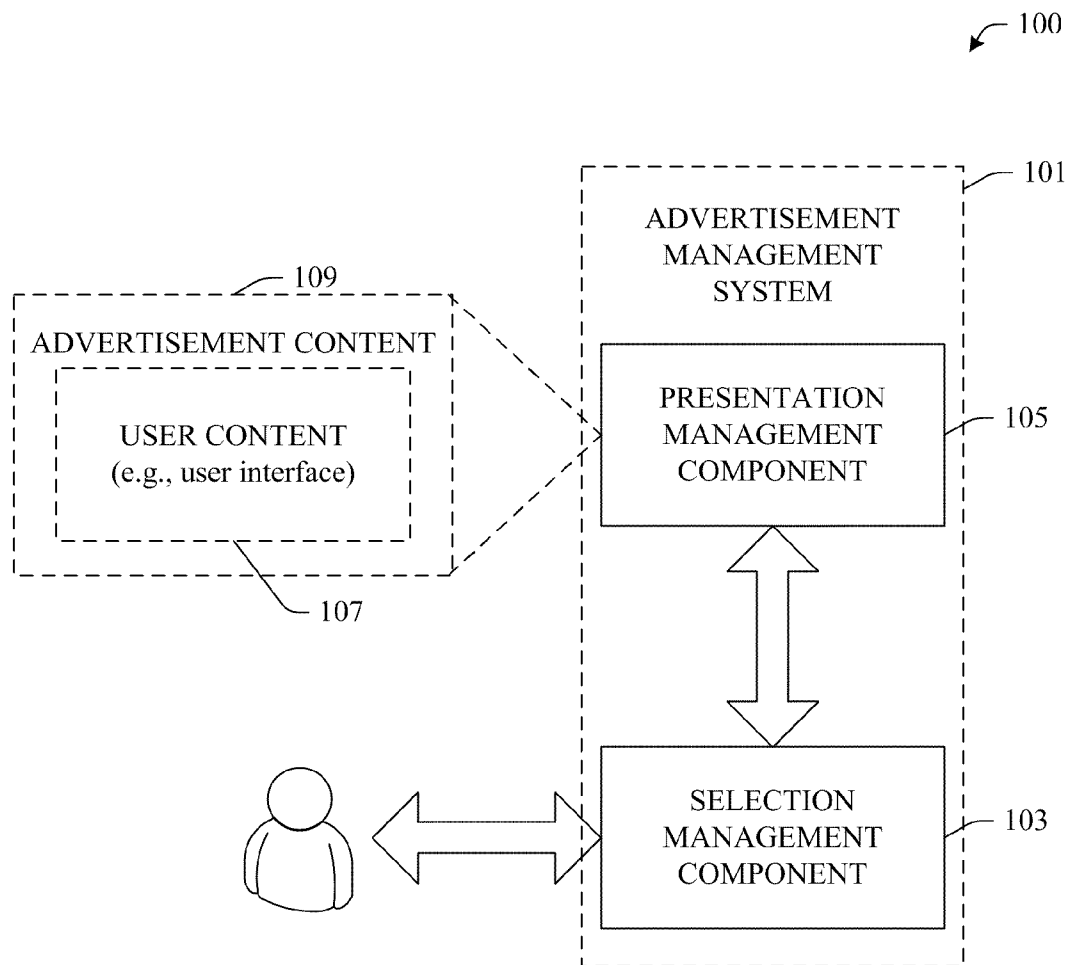 100
101
ADVERTISEMENT
MANAGEMENT
SYSTEM
109
ADVERTISEMENT CONTENT
USER CONTENT
(e.g., user interface)
107
PRESENTATION
MANAGEMENT
COMPONENT
105
SELECTION
MANAGEMENT
COMPONENT
103